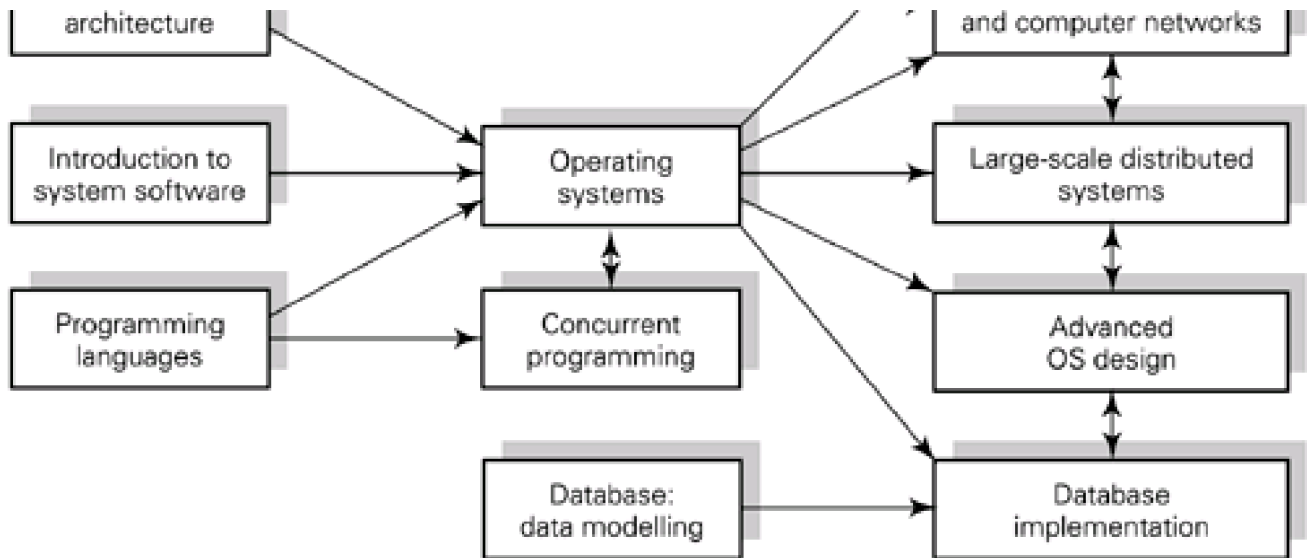 architecture
and computer networks
Introduction to
system software
Operating
systems
Large-scale distributed
systems
Programming
languages
Concurrent
programming
Advanced
OS design
Database:
data modelling
Database
implementation